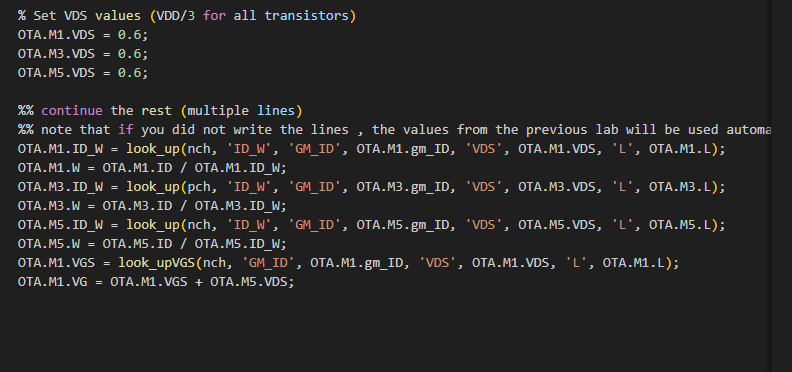 % Set VDS values (VDD/3 for all transistors)
OTA.M1.VDS = 0.6;
OTA.M3.VDS = 0.6;
OTA.M5.VDS = 0.6;
%% continue the rest (multiple lines)
%% note that if you did not write the lines , the values from the previous lab will be used automa
OTA.M1.ID_W = look_up(nch, 'ID_W', 'GM_ID', OTA.M1.gm_ID, 'VDS', OTA.M1.VDS, 'L', OTA.M1.L);
OTA.M1.W = OTA.M1.ID / OTA.M1.ID_W;
OTA.M3.ID_W = look_up(pch, 'ID_W', 'GM_ID', OTA.M3.gm_ID, 'VDS', OTA.M3.VDS, 'L', OTA.M3.L);
OTA.M3.W = OTA.M3.ID / OTA.M3.ID_W;
OTA.M5.ID_W = look_up(nch, 'ID_W', 'GM_ID', OTA.M5.gm_ID, 'VDS', OTA.M5.VDS, 'L', OTA.M5.L);
OTA.M5.W = OTA.M5.ID / OTA.M5.ID_W;
OTA.M1.VGS = look_upVGS(nch, 'GM_ID', OTA.M1.gm_ID, 'VDS', OTA.M1.VDS, 'L', OTA.M1.L);
OTA.M1.VG = OTA.M1.VGS + OTA.M5.VDS;